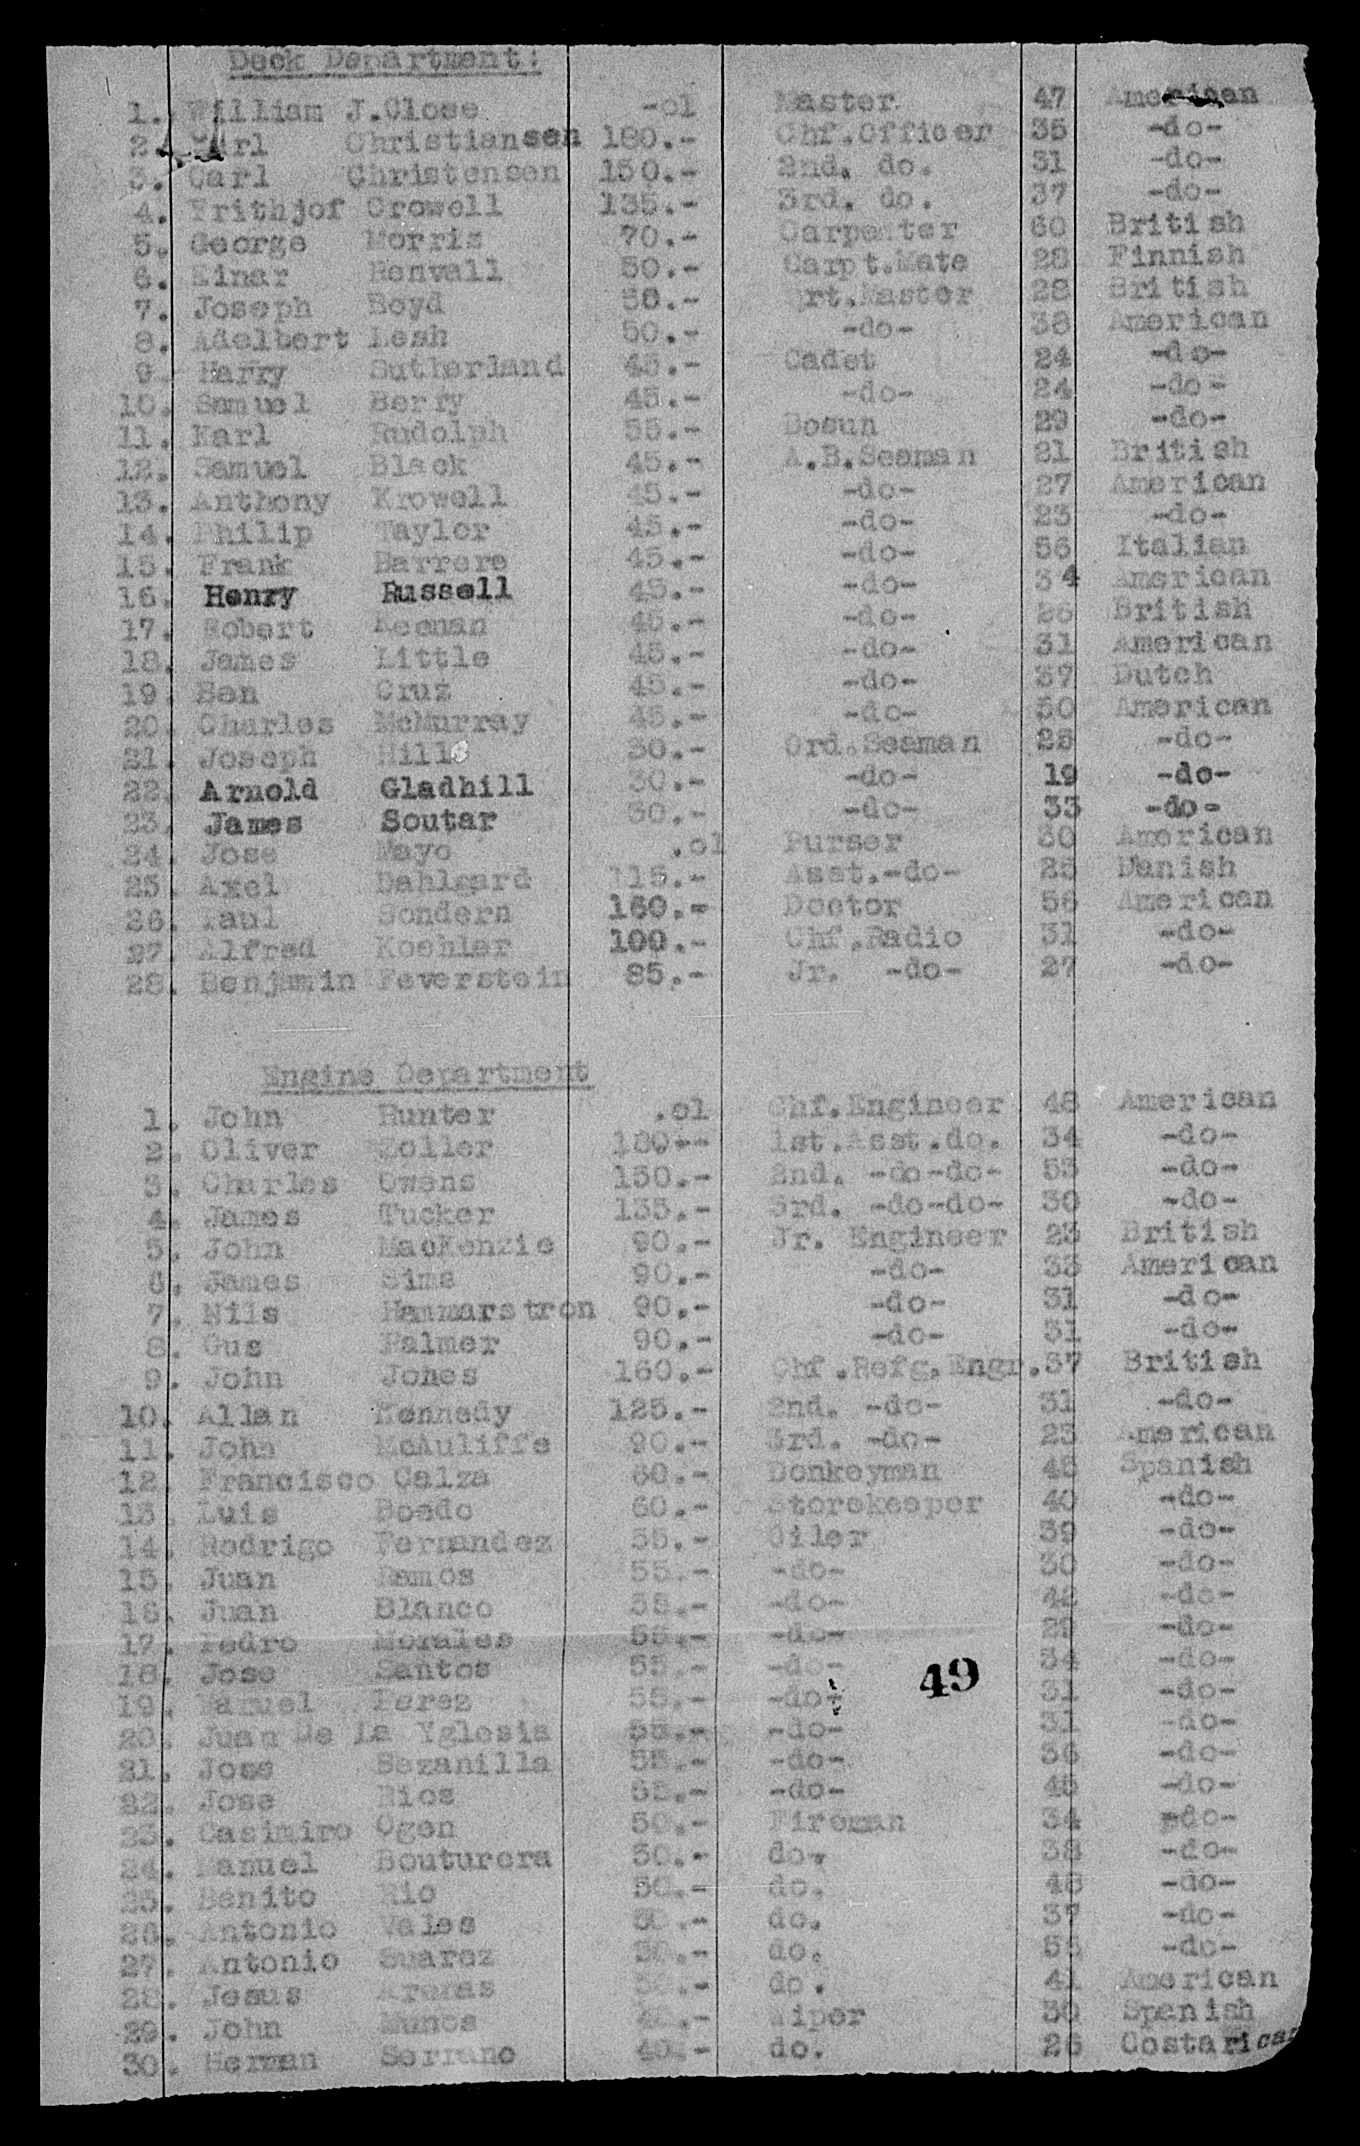 Deck Department:
1. William J.Close -ol Master 47 American
2. Carl Christiansen 180.- Chf.Officer 35 -do-
3. Carl Christensen 150.- 2nd. do. 31 -do-
4. Frithjof Crowell 135.- 3rd. do. 37 -do-
5. George Morris 70.- Carpenter 60 British
6. Einar Renvall 50.- Carpt.Mate 28 Finnish
7. Joseph Boyd 50.- Qrt.Master 28 British
8. Adelbert Lesh 50.- -do- 38 American
9 Harry Sutherland 45.- Cadet 24 -do-
10. Samuel Berry 45.- -do- 24 -do-
11. Karl Rudolph 55.- Bosun 29 -do-
12. Samuel Black 45.- A.B.Seaman 21 British
13. Anthony Krowell 45.- -do- 27 American
14. Philip Taylor 45.- -do- 23 -do-
15. Frank Barrere 45.- -do- 56 Italian
16. Henry Russell 45.- -do- 34 American
17. Robert Keenan 45.- -do- 26 British
18. James Little 45.- -do- 31 American
19. Ben Cruz 45.- -do- 37 Dutch
20. Charles McMurray 45.- -do- 50 American
21. Joseph Hill 30.- Ord.Seaman 25 -do-
22. Arnold Gladhill 30.- -do- 19 -do-
23. James Soutar 30.- -do- 33 -do-
24. Jose Mayo .ol Purser 30 American
25. Axel Dahlgard 115.- Asst.-do- 25 Danish
26. Paul Sondern 160.- Doctor 56 American
27. Alfred Koehler 100.- Chf.Radio 31 -do-
28. Benjamin Feverstein 85.- Jr. -do- 27 -do-
Engine Department
1. John Hunter .ol Chf.Engineer 48 American
2. Oliver Zoller 180.- 1st.Asst.do. 34 -do-
3. Charles Owens 150.- 2nd. -do-do- 53 -do-
4. James Tucker 135.- 3rd. -do-do- 30 -do-
5. John MacKenzie 90.- Jr. Engineer 23 British
6. James Sims 90.- -do- 33 American
7. Nils Hammarstron 90.- -do- 31 -do-
8. Gus Palmer 90.- -do- 31 -do-
9. John Jones 160.- Chf.Refg.Engr. 37 British
10. Allan Kennedy 125.- 2nd. -do- 31 -do-
11. John McAuliffe 90.- 3rd. -do- 23 American
12. Francisco Calza 60.- Donkeyman 45 Spanish
13. Luis Boado 60.- Storekeeper 40 -do-
14. Rodrigo Fernandez 55.- Oiler 39 -do-
15. Juan Ramos 55.- -do- 30 -do-
16. Juan Blanco 55.- -do- 42 -do-
17. Pedro Morales 55.- -do- 29 -do-
18. Jose Santos 55.- -do- 34 -do-
49
19. Manuel Perez 55.- -do- 31 -do-
20. Juan De La Yglesia 55.- -do- 31 -do-
21. Jose Bezanilla 55.- -do- 36 -do-
22. Jose Rios 55.- -do- 45 -do-
23. Casimiro Ogen 50.- Fireman 34 -do-
24. Manuel Bouturera 50.- do. 38 -do-
25. Benito Rio 50.- do. 48 -do-
26. Antonio Vales 50.- do. 37 -do-
27. Antonio Suarez 50.- do. 55 -do-
28. Jesus Areras 50.- do. 41 American
29. John Munos 40.- Wiper 30 Spanish
30. Herman Serrano 40.- do. 26 Costarican